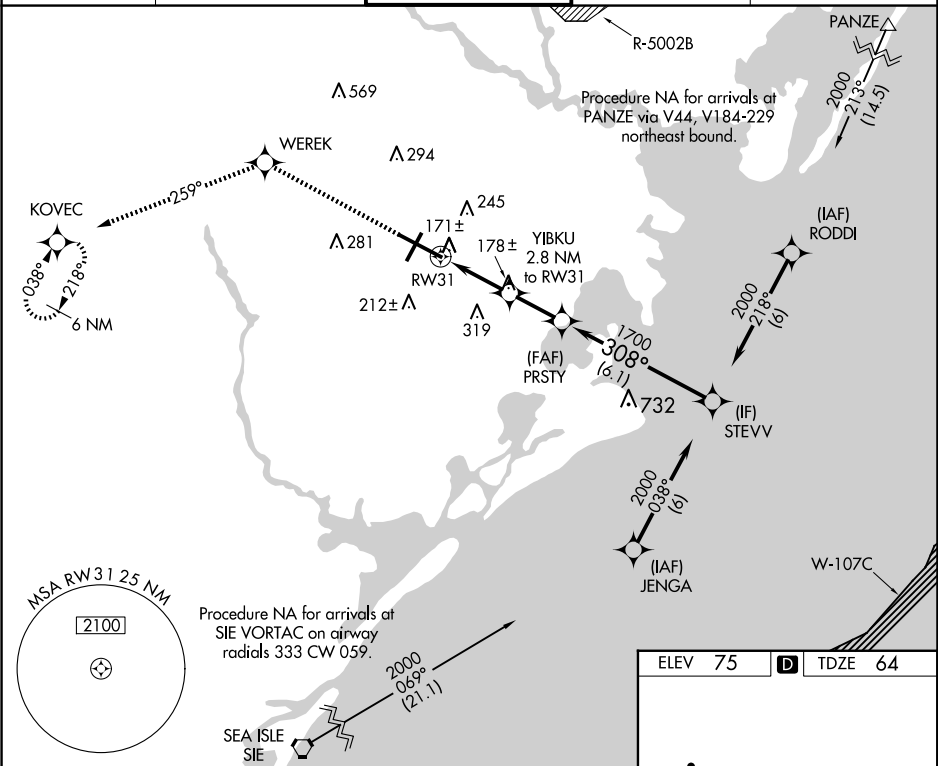 R-5002B
PANZE
2000
213°
(14.5)
Procedure NA for arrivals at
PANZE via V44, V184-229
northeast bound.
569
294
WEREK
259°
KOVEC
038°
218°
6 NM
245
171±
281
RW31
178±
YIBKU
2.8 NM
to RW31
212±
319
(IAF)
RODDI
2000
218°
(6)
(FAF)
PRSTY
1700
308°
(6.1)
732
(IF)
STEVV
2000
038°
(6)
(IAF)
JENGA
W-107C
MSA RW31 25 NM
2100
Procedure NA for arrivals at
SIE VORTAC on airway
radials 333 CW 059.
2000
069°
(21.1)
SEA ISLE
SIE
ELEV 75 D TDZE 64